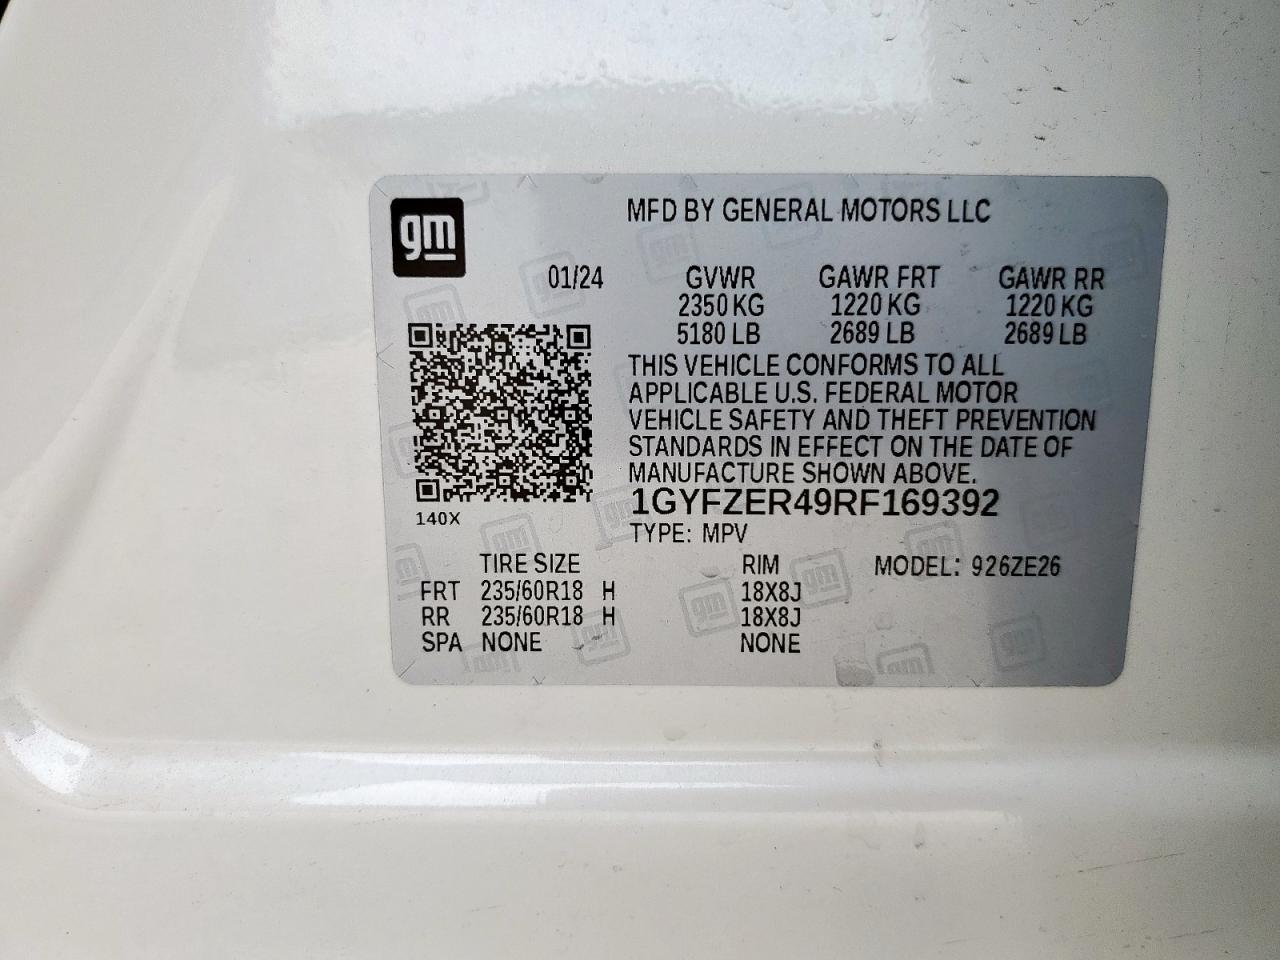 gm
MFD BY GENERAL MOTORS LLC
01/24 GVWR GAWR FRT GAWR RR
2350 KG 1220 KG 1220 KG
5180 LB 2689 LB 2689 LB
THIS VEHICLE CONFORMS TO ALL
APPLICABLE U.S. FEDERAL MOTOR
VEHICLE SAFETY AND THEFT PREVENTION
STANDARDS IN EFFECT ON THE DATE OF
MANUFACTURE SHOWN ABOVE.
1GYFZER49RF169392
140X
TYPE: MPV
TIRE SIZE RIM MODEL: 926ZE26
FRT 235/60R18 H 18X8J
RR 235/60R18 H 18X8J
SPA NONE NONE